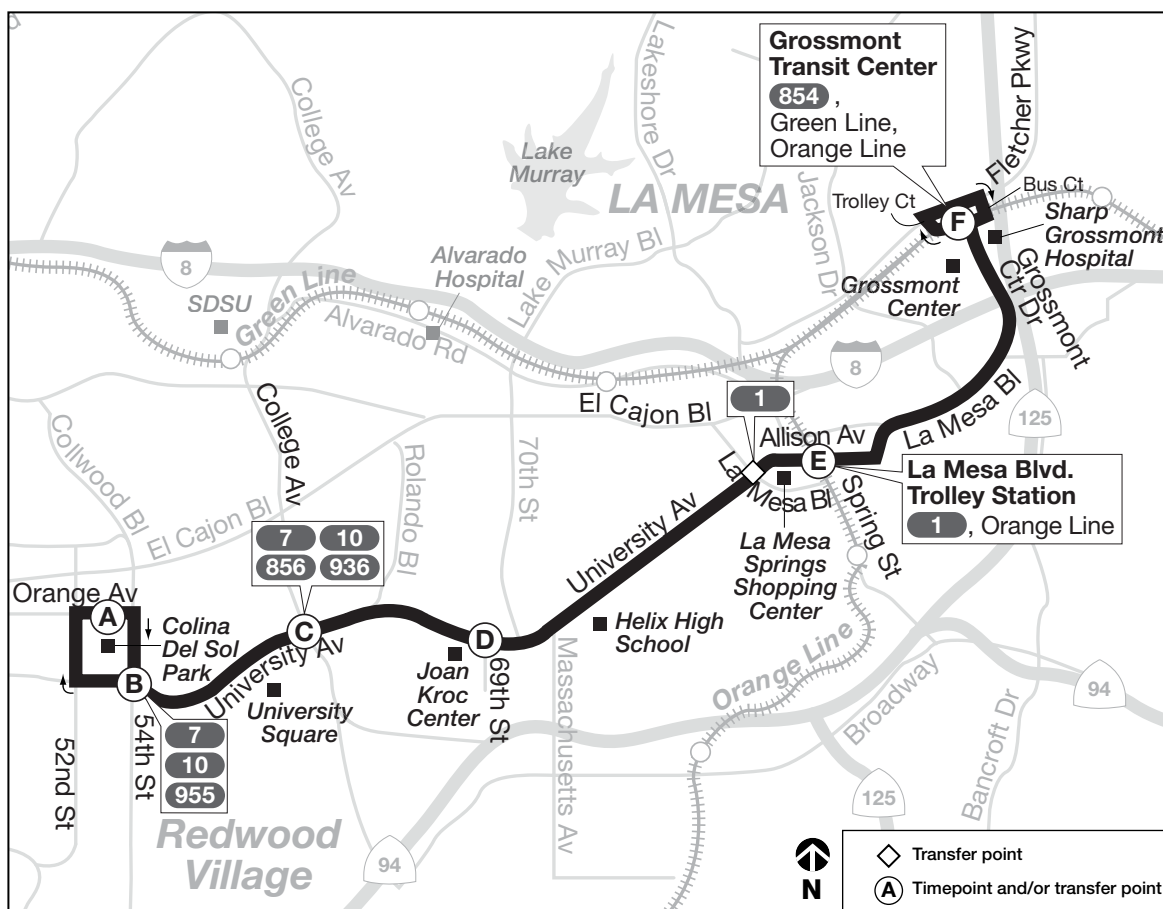 Grossmont
Transit Center
854 ,
Green Line,
Orange Line
Fletcher Pkwy
Lakeshore Dr
College Av
Lake
Murray
LA MESA
Jackson Dr
Trolley Ct
Bus Ct
F
Sharp
Grossmont
Hospital
8
Alvarado
Hospital
Lake Murray Bl
Grossmont
Center
Grossmont
Ctr Dr
SDSU
Green Line
Alvarado Rd
8
El Cajon Bl
1
Allison Av
La Mesa Bl
125
College Av
Collwood Bl
Rolando Bl
70th St
La Mesa Bl
E
La Mesa Blvd.
Trolley Station
1 , Orange Line
El Cajon Bl
University Av
Spring St
7 10
856 936
La Mesa
Springs
Shopping
Center
Orange Av
A
Colina
Del Sol
Park
C
D
Helix High
School
B
University Av
University
Square
Joan
Kroc
Center
69th St
Massachusetts Av
Orange Line
Broadway
94
52nd St
54th St
7
10
955
Bancroft Dr
125
Redwood
Village
94
N
Transfer point
A Timepoint and/or transfer point